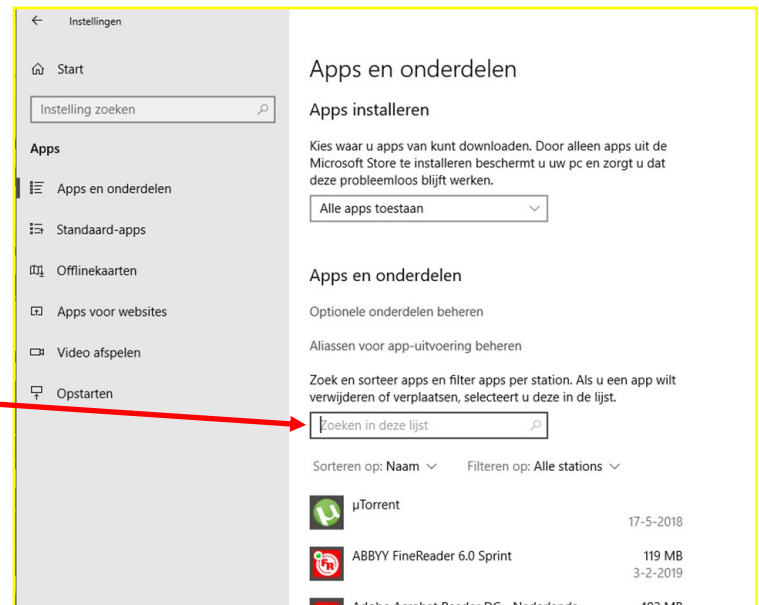 Instellingen
Start
Instelling zoeken
Apps
Apps en onderdelen
Standaard-apps
Offlinekaarten
Apps voor websites
Video afspelen
Opstarten
Apps en onderdelen
Apps installeren
Kies waar u apps van kunt downloaden. Door alleen apps uit de
Microsoft Store te installeren beschermt u uw pc en zorgt u dat
deze probleemloos blijft werken.
Alle apps toestaan
Apps en onderdelen
Optionele onderdelen beheren
Aliassen voor app-uitvoering beheren
Zoek en sorteer apps en filter apps per station. Als u een app wilt
verwijderen of verplaatsen, selecteert u deze in de lijst.
Zoeken in deze lijst
Sorteren op: Naam Filteren op: Alle stations
µTorrent
17-5-2018
ABBYY FineReader 6.0 Sprint 119 MB
3-2-2019
Adobe Acrobat Reader DC - Nederlands